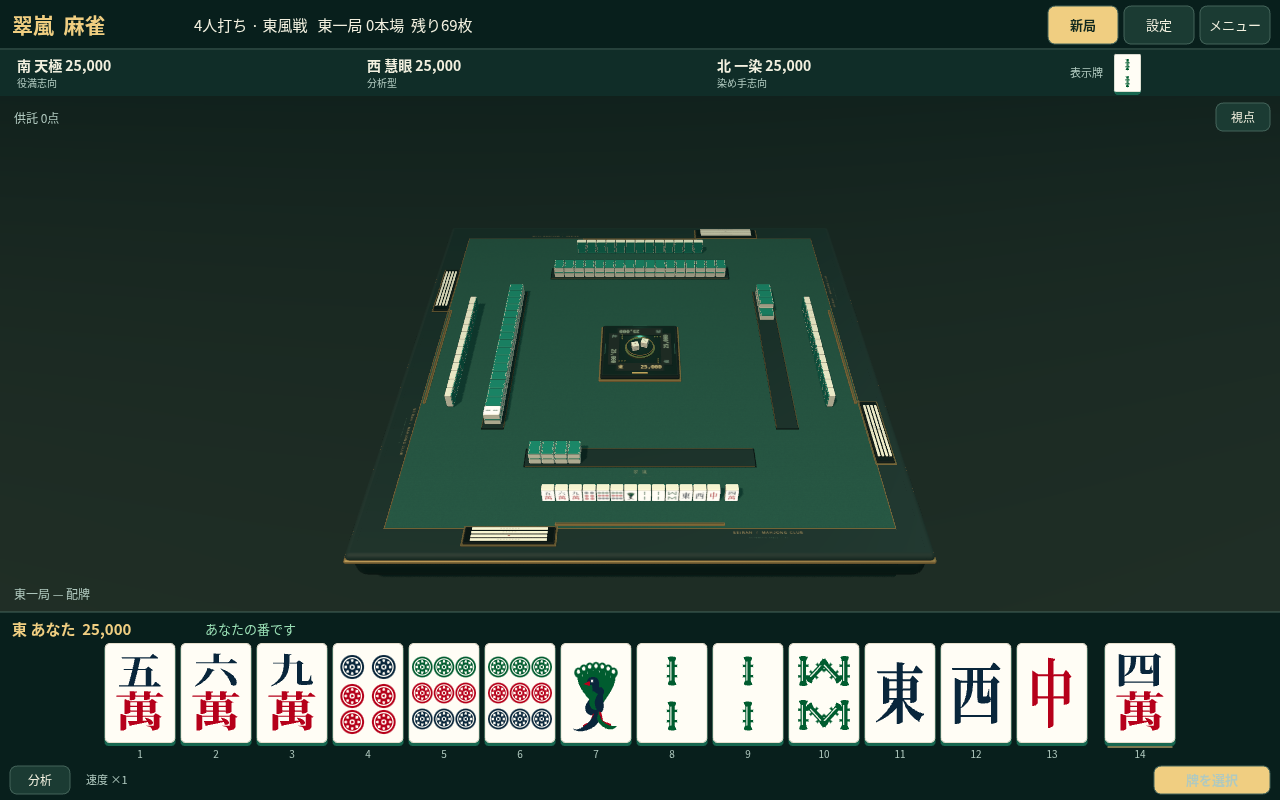 翠嵐 麻雀
4人打ち · 東風戦 東一局 0本場 残り69枚
新局
設定
メニュー
南 天極 25,000
役満志向
西 慧眼 25,000
分析型
北 一染 25,000
染め手志向
表示牌
供託 0点
視点
25,000
東一局 — 配牌
東 あなた 25,000
あなたの番です
五萬 六萬 九萬 東 西 中 四萬
1 2 3 4 5 6 7 8 9 10 11 12 13 14
分析
速度 ×1
牌を選択